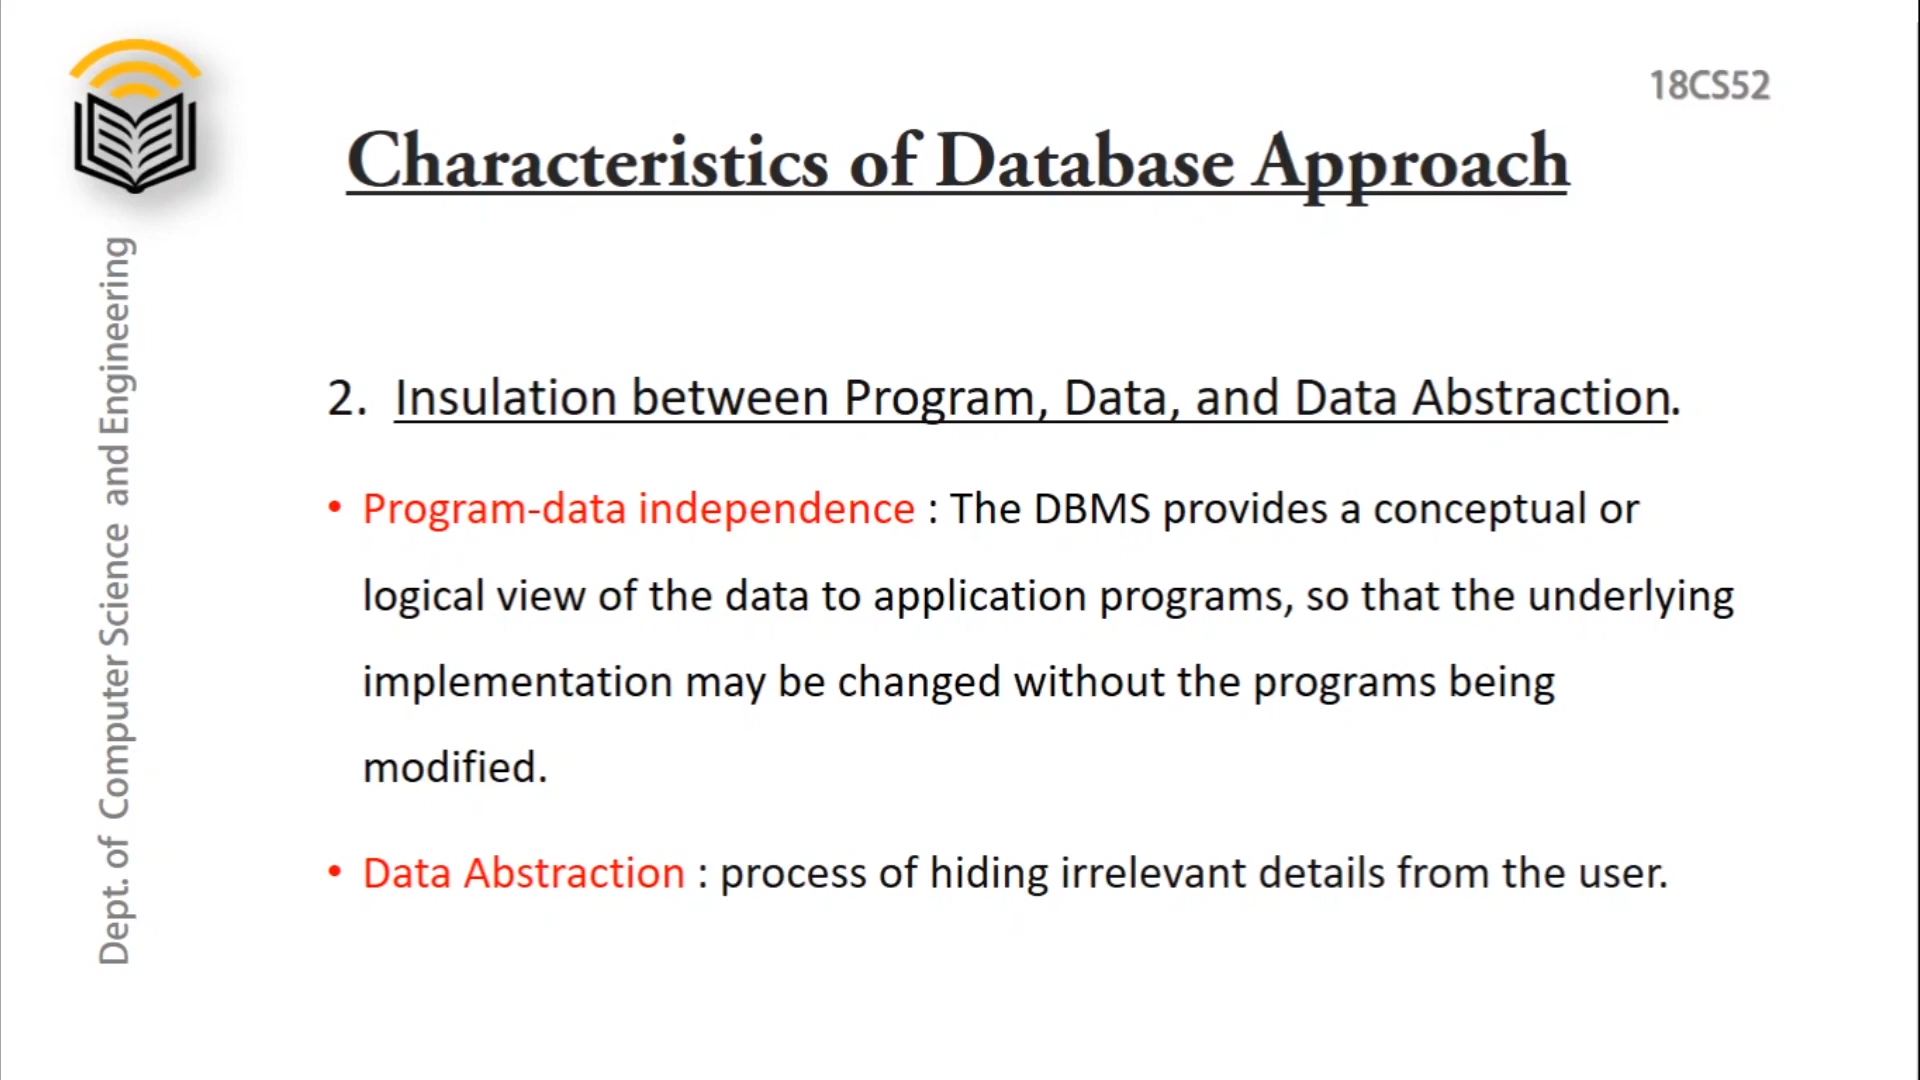 18CS52
Characteristics of Database Approach
Dept. of Computer Science and Engineering
2. Insulation between Program, Data, and Data Abstraction.
• Program-data independence : The DBMS provides a conceptual or
logical view of the data to application programs, so that the underlying
implementation may be changed without the programs being
modified.
• Data Abstraction : process of hiding irrelevant details from the user.